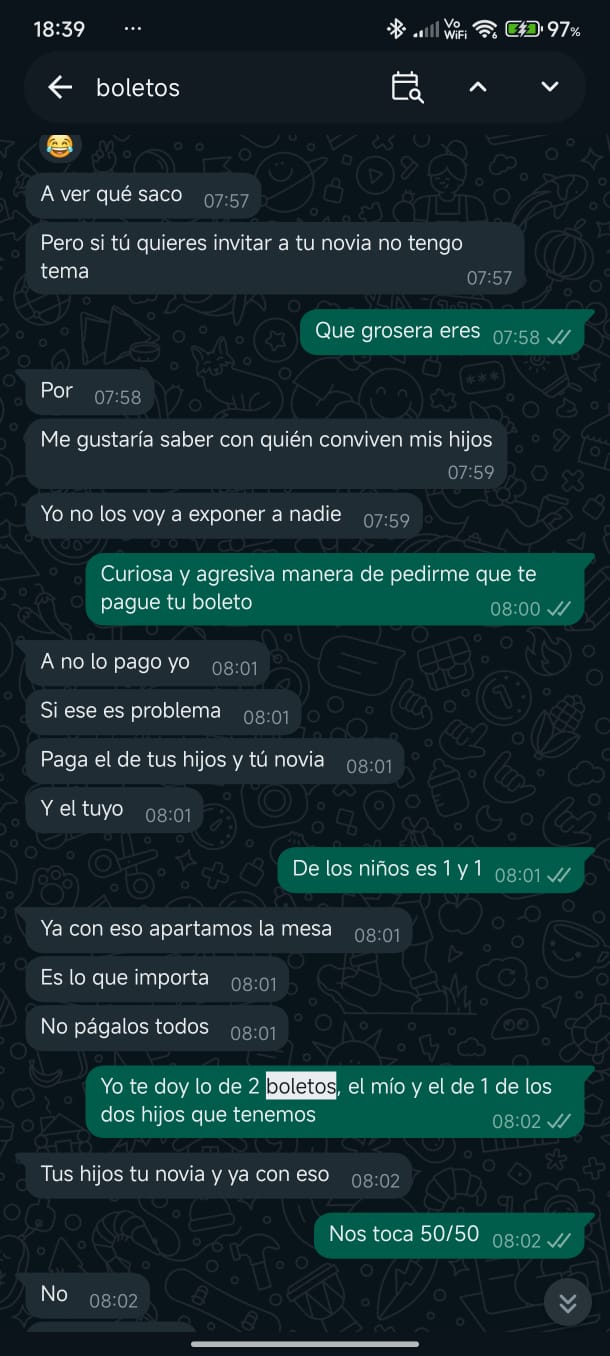 18:39 ... Vo WiFi 6 97%
boletos
😂
A ver qué saco 07:57
Pero si tú quieres invitar a tu novia no tengo
tema 07:57
Que grosera eres 07:58
Por 07:58
Me gustaría saber con quién conviven mis hijos
07:59
Yo no los voy a exponer a nadie 07:59
Curiosa y agresiva manera de pedirme que te
pague tu boleto 08:00
A no lo pago yo 08:01
Si ese es problema 08:01
Paga el de tus hijos y tú novia 08:01
Y el tuyo 08:01
De los niños es 1 y 1 08:01
Ya con eso apartamos la mesa 08:01
Es lo que importa 08:01
No págalos todos 08:01
Yo te doy lo de 2 boletos, el mío y el de 1 de los
dos hijos que tenemos 08:02
Tus hijos tu novia y ya con eso 08:02
Nos toca 50/50 08:02
No 08:02